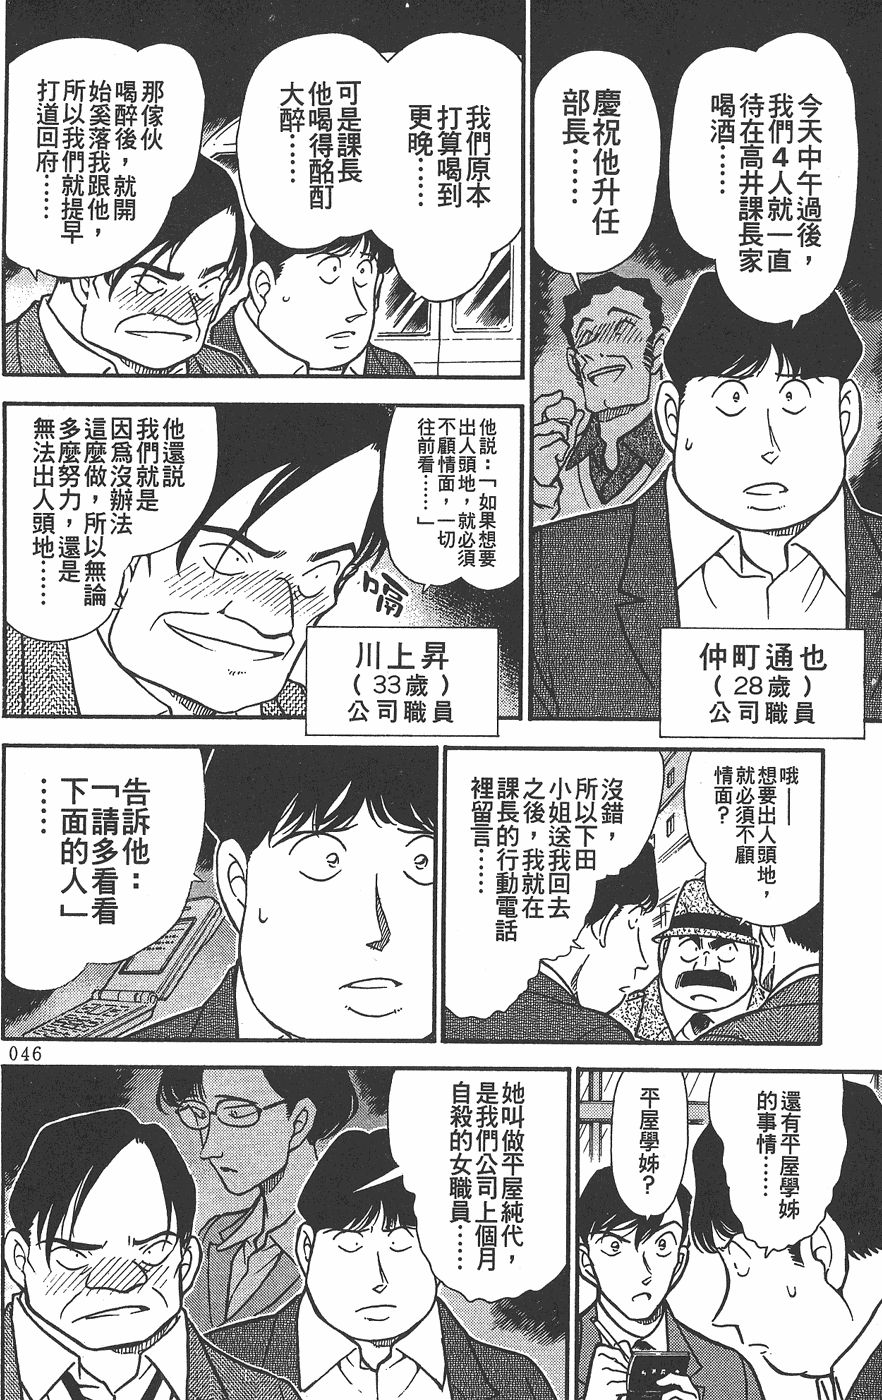 今天中午過後，
我們4人就一直
待在高井課長家
喝酒……
慶祝他升任
部長……
仲町通也
(28歲)
公司職員
我們原本
打算喝到
更晚……
可是課長
他喝得酩酊
大醉……
那傢伙
喝醉後，就開
始奚落我跟他，
所以我們就提早
打道回府……
他說：「如果想要
出人頭地，就必須
不顧情面，一切
往前看……」
嗝
他還說
我們就是
因為沒辦法
這麼做，所以無論
多麼努力，還是
無法出人頭地……
川上昇
(33歲)
公司職員
哦——
想要出人頭地，
就必須不顧
情面？
沒錯，
所以下田
小姐送我回去
之後，我就在
課長的行動電話
裡留言……
告訴他：
「請多看看
下面的人」
……
046
還有平屋學姊
的事情……
平屋學姊？
她叫做平屋純代，
是我們公司上個月
自殺的女職員……